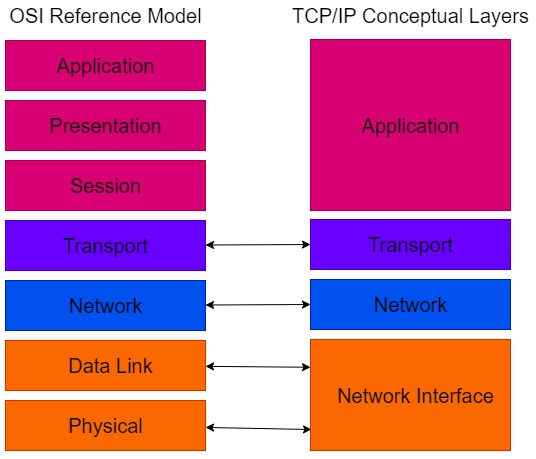 OSI Reference Model
TCP/IP Conceptual Layers
Application
Presentation
Session
Transport
Network
Data Link
Physical
Application
Transport
Network
Network Interface